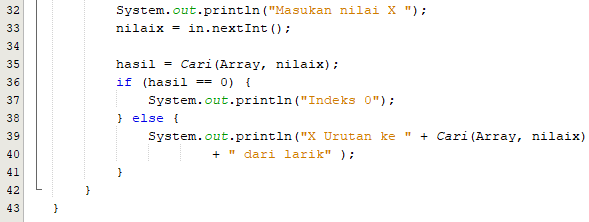 32 System.out.println("Masukan nilai X ");
33 nilaix = in.nextInt();
34
35 hasil = Cari(Array, nilaix);
36 if (hasil == 0) {
37 System.out.println("Indeks 0");
38 } else {
39 System.out.println("X Urutan ke " + Cari(Array, nilaix)
40 + " dari larik" );
41 }
42 }
43 }